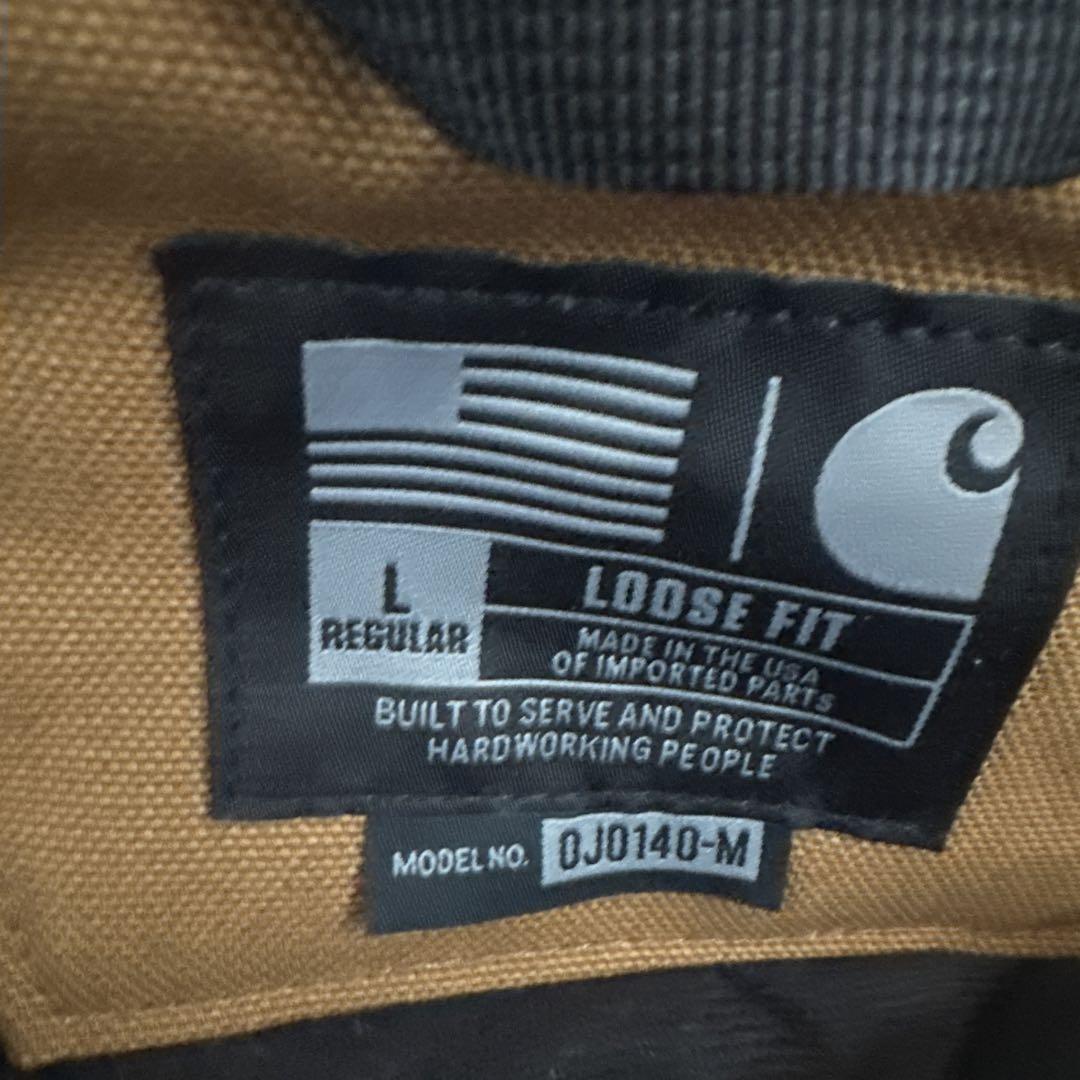 L
REGULAR
LOOSE FIT
MADE IN THE USA
OF IMPORTED PARTS
BUILT TO SERVE AND PROTECT
HARDWORKING PEOPLE
MODEL NO. 0J0140-M